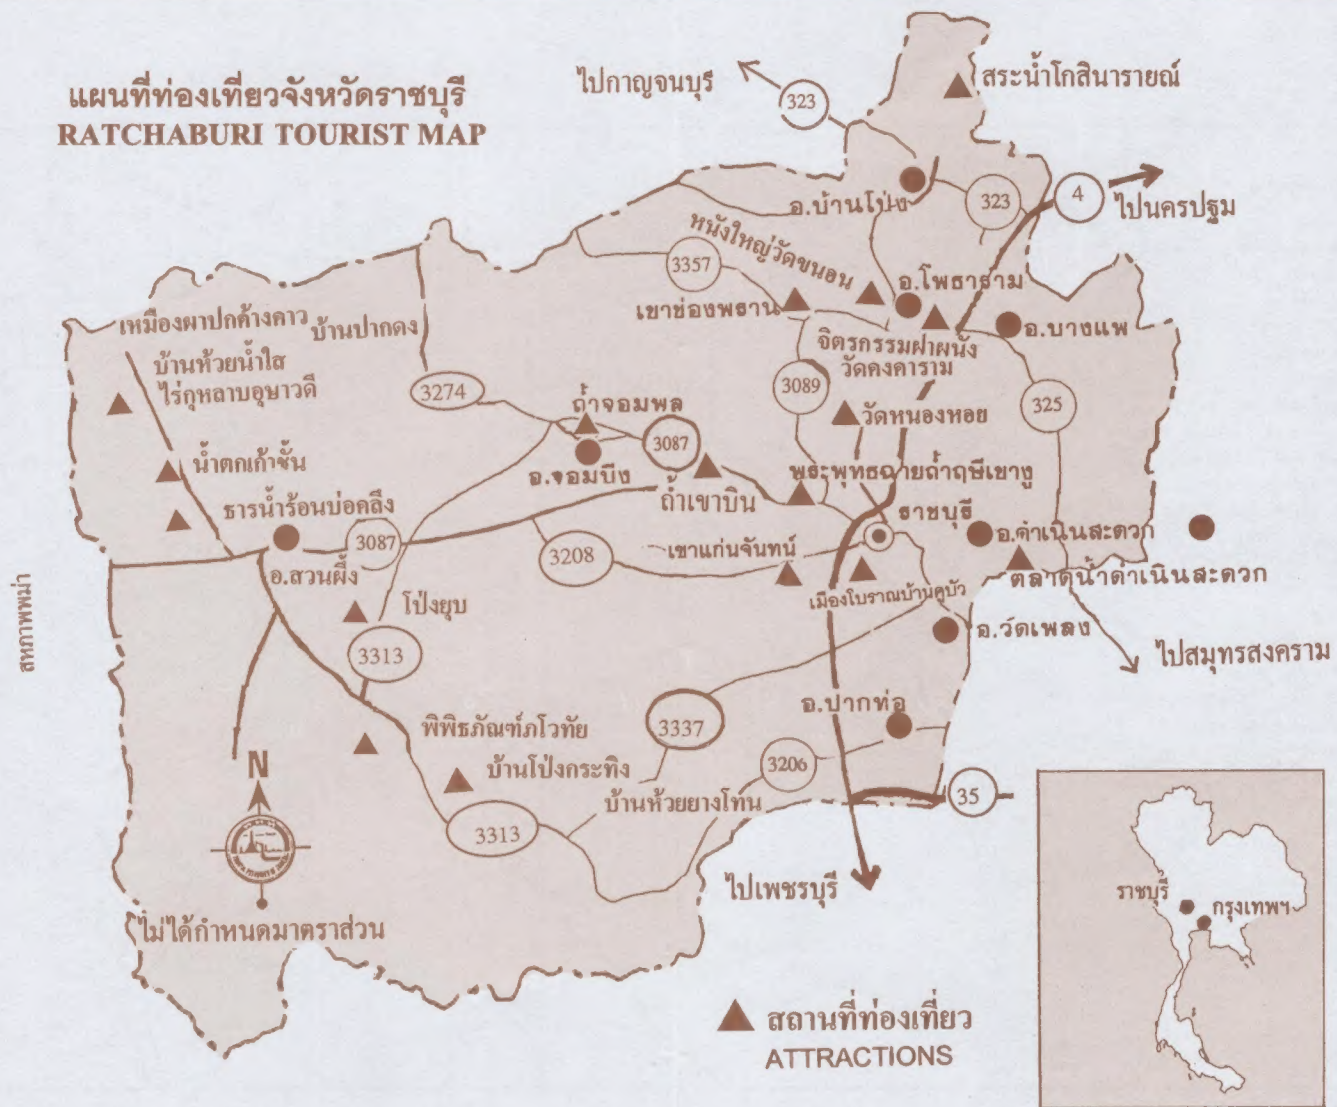 แผนที่ท่องเที่ยวจังหวัดราชบุรี
RATCHABURI TOURIST MAP
ไปกาญจนบุรี
323
สระน้ำโกสินารายณ์
อ.บ้านโป่ง
323
4
ไปนครปฐม
หนังใหญ่วัดขนอน
3357
เขาช่องพราน
อ.โพธาราม
อ.บางแพ
เหมืองผาปกค้างคาว
บ้านปากดง
จิตรกรรมฝาผนัง
วัดคงคาราม
บ้านห้วยน้ำใส
ไร่กุหลาบอุษาวดี
3274
3089
325
ถ้ำจอมพล
วัดหนองหอย
3087
น้ำตกเก้าชั้น
อ.จอมบึง
ถ้ำเขาบิน
พระพุทธฉายถ้ำฤษีเขางู
ธารน้ำร้อนบ่อคลึง
ราชบุรี
3087
3208
เขาแก่นจันทน์
อ.ดำเนินสะดวก
อ.สวนผึ้ง
ตลาดน้ำดำเนินสะดวก
เมืองโบราณบ้านคูบัว
โป่งยุบ
สหภาพพม่า
3313
อ.วัดเพลง
ไปสมุทรสงคราม
3337
อ.ปากท่อ
พิพิธภัณฑ์ภโวทัย
บ้านโป่งกระทิง
3206
N
บ้านห้วยยางโทน
35
3313
ไปเพชรบุรี
ราชบุรี
กรุงเทพฯ
ไม่ได้กำหนดมาตราส่วน
สถานที่ท่องเที่ยว
ATTRACTIONS